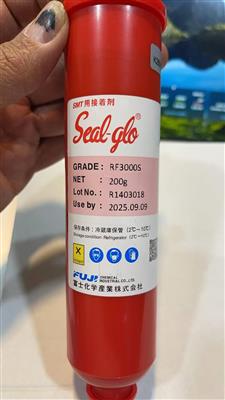 SMT用接着剤
Seal-glo®
GRADE : RF3000S
NET : 200g
Lot No. : R1403018
Use by : 2025.09.09
保存条件：冷蔵庫保管（2℃～10℃）
Storage condition: Refrigerator (2℃～10℃)
FUJI CHEMICAL INDUSTRIAL CO.,LTD.
富士化学産業株式会社